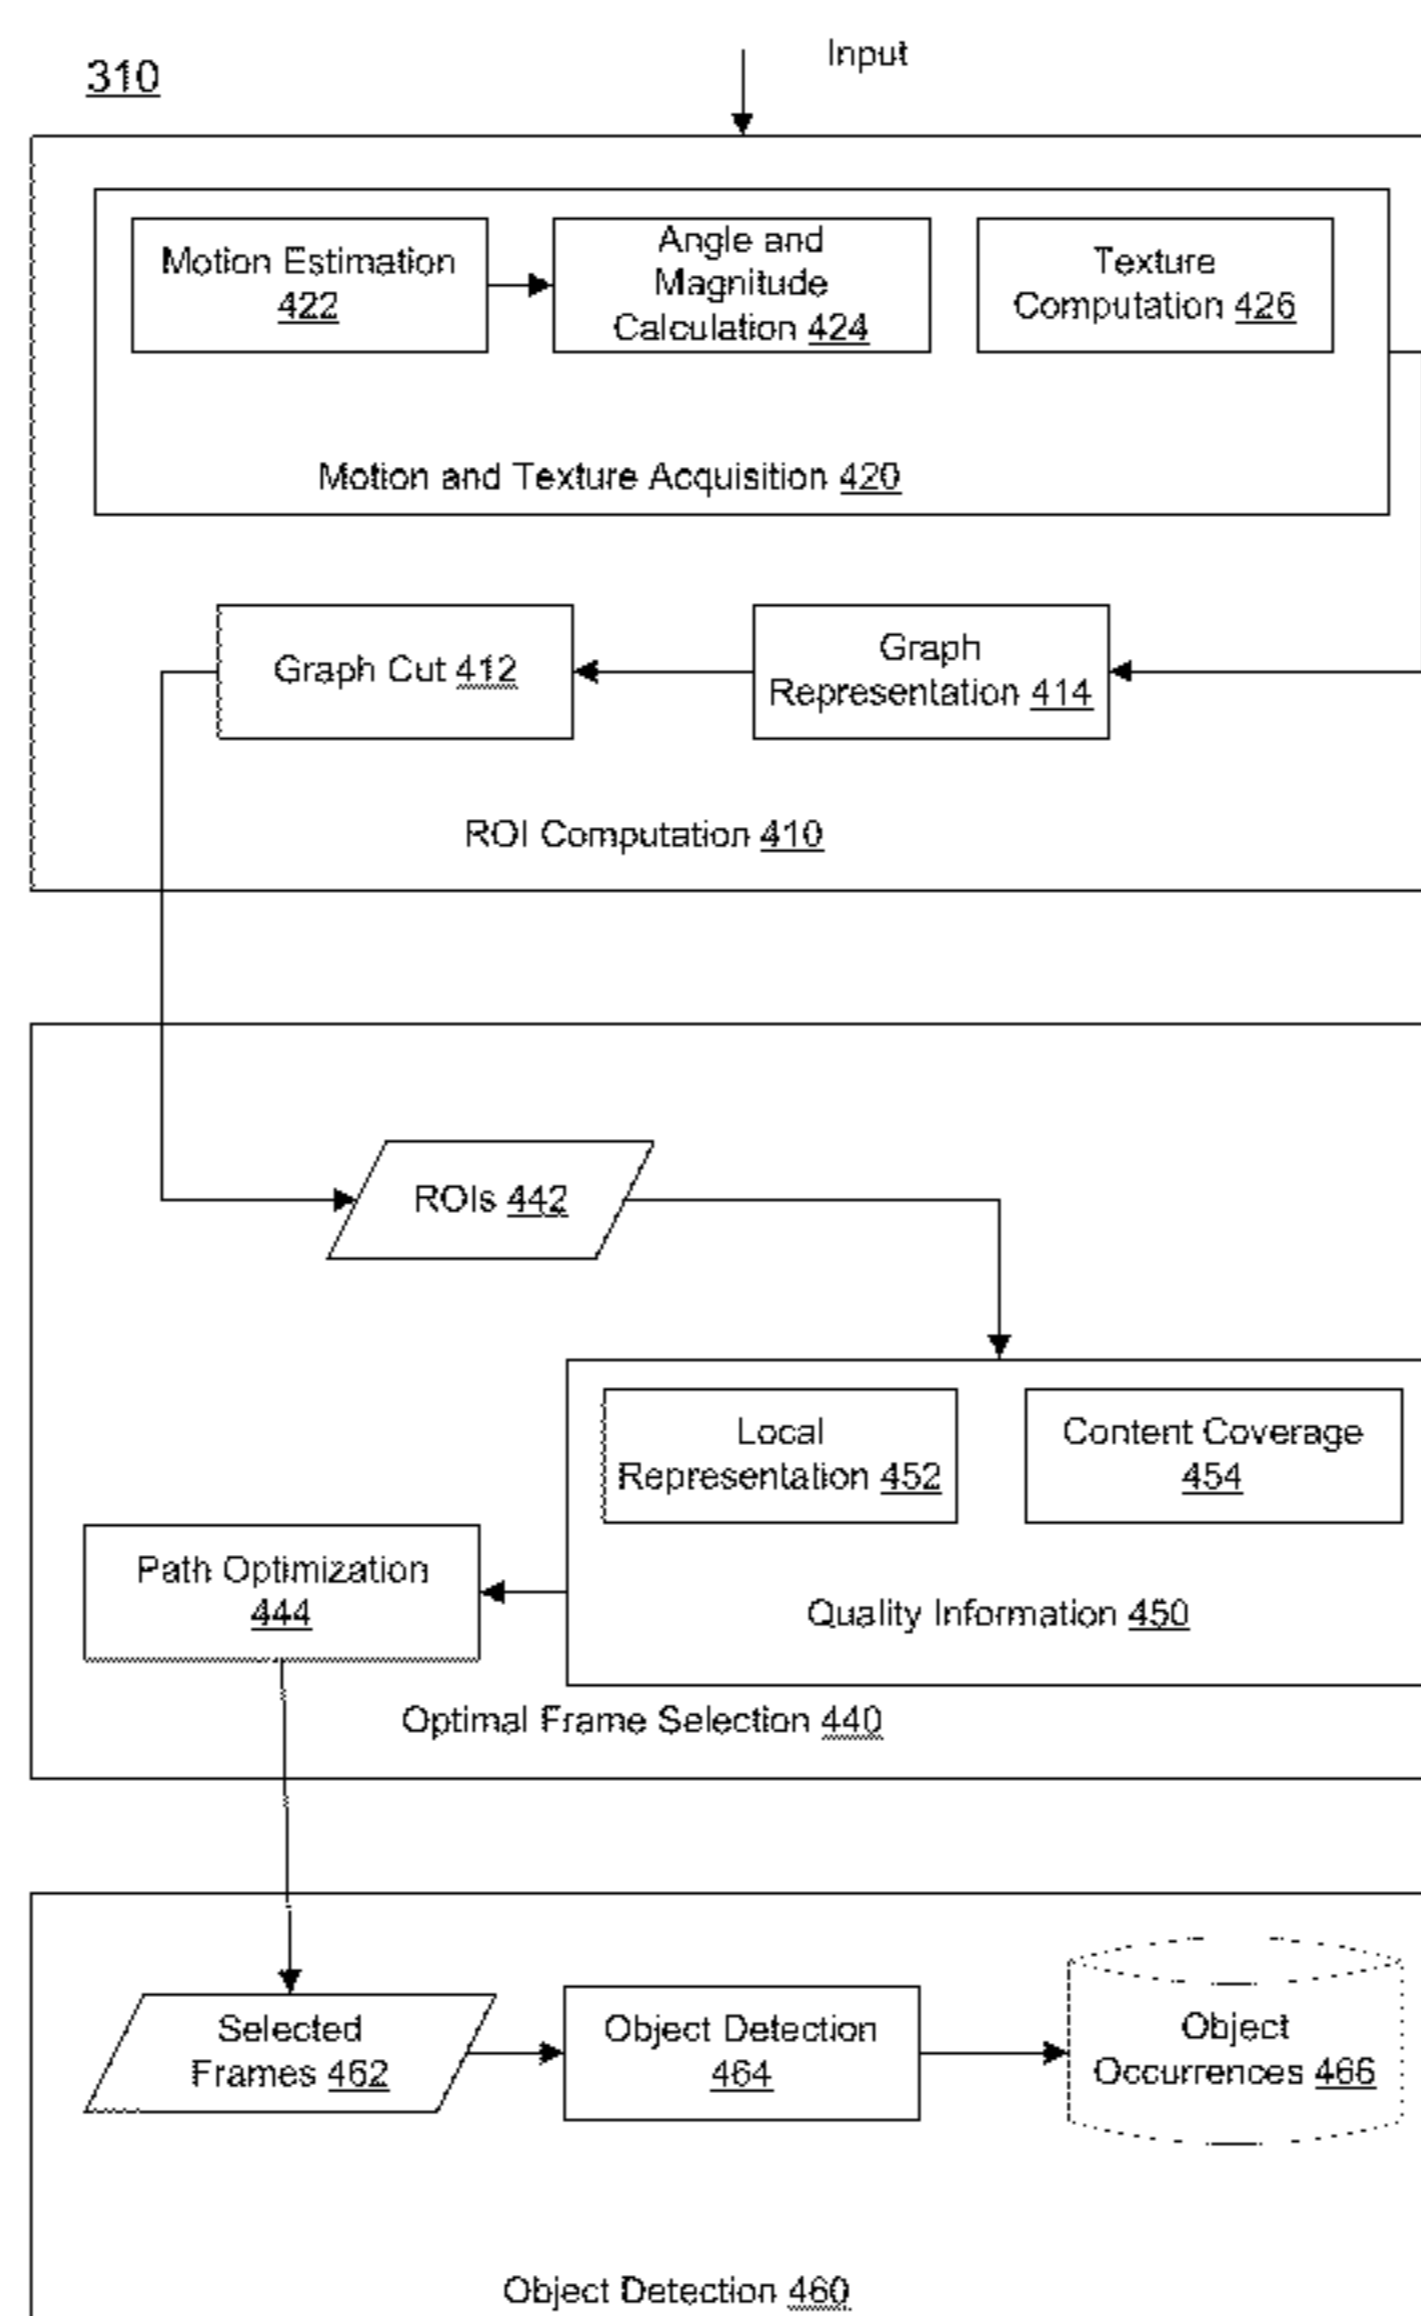 Input
310
Motion Estimation
422
Angle and
Magnitude
Calculation 424
Texture
Computation 426
Motion and Texture Acquisition 420
Graph Cut 412
Graph
Representation 414
ROI Computation 410
ROIs 442
Local
Representation 452
Content Coverage
454
Path Optimization
444
Quality Information 450
Optimal Frame Selection 440
Selected
Frames 462
Object Detection
464
Object
Occurrences 466
Object Detection 460